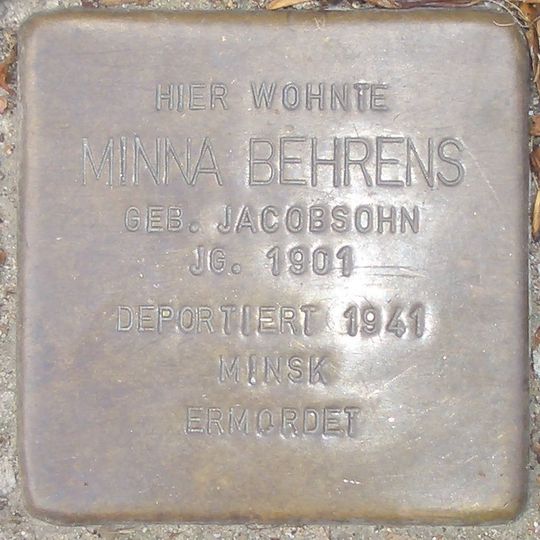 HIER WOHNTE
MINNA BEHRENS
GEB. JACOBSOHN
JG. 1901
DEPORTIERT 1941
MINSK
ERMORDET